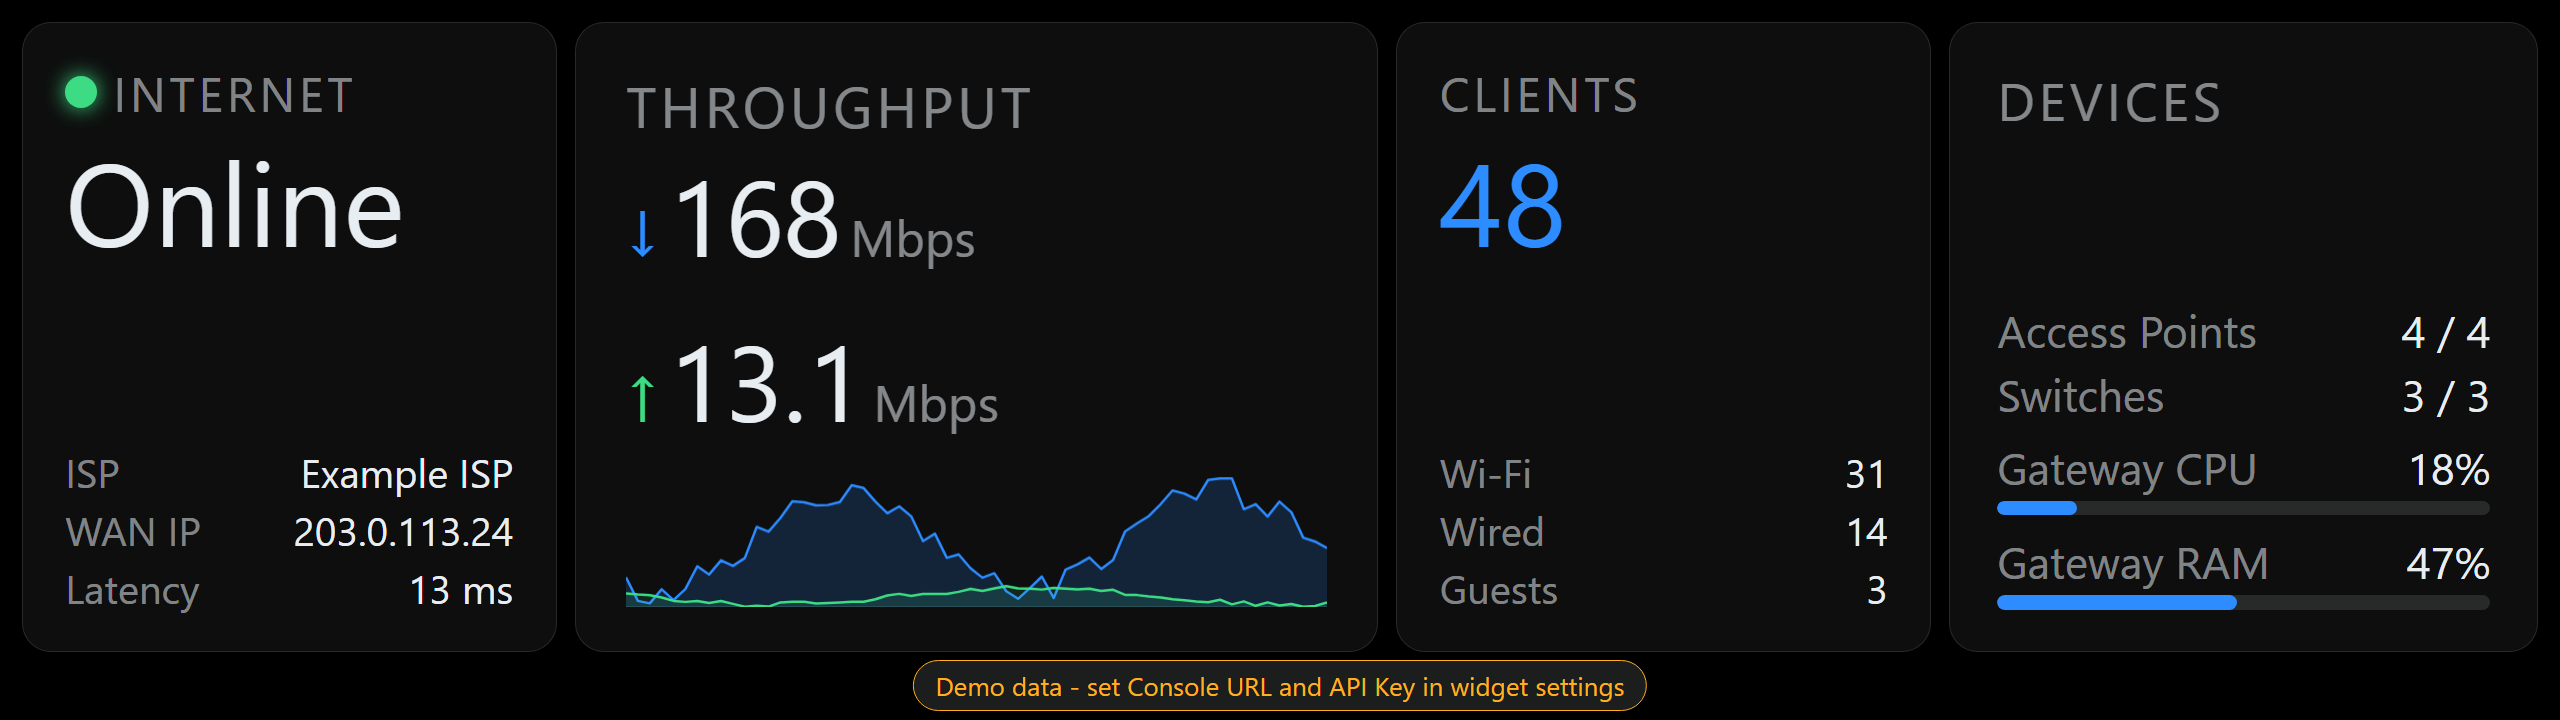 INTERNET
Online
ISP Example ISP
WAN IP 203.0.113.24
Latency 13 ms
THROUGHPUT
↓ 168 Mbps
↑ 13.1 Mbps
CLIENTS
48
Wi-Fi 31
Wired 14
Guests 3
DEVICES
Access Points 4 / 4
Switches 3 / 3
Gateway CPU 18%
Gateway RAM 47%
Demo data - set Console URL and API Key in widget settings